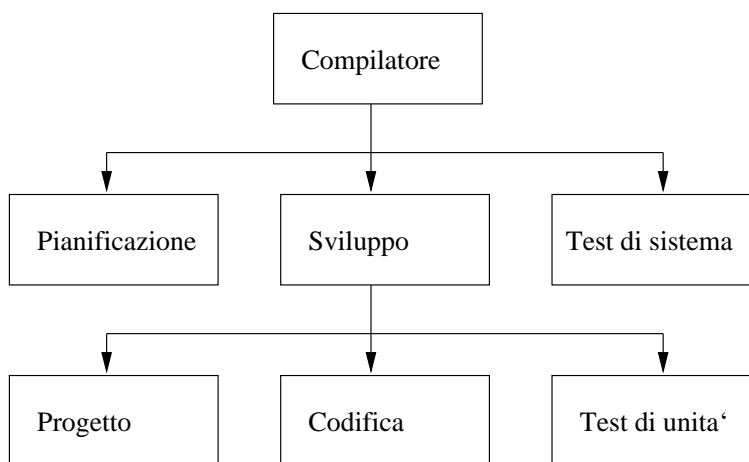 Compilatore
Pianificazione
Sviluppo
Test di sistema
Progetto
Codifica
Test di unita‘